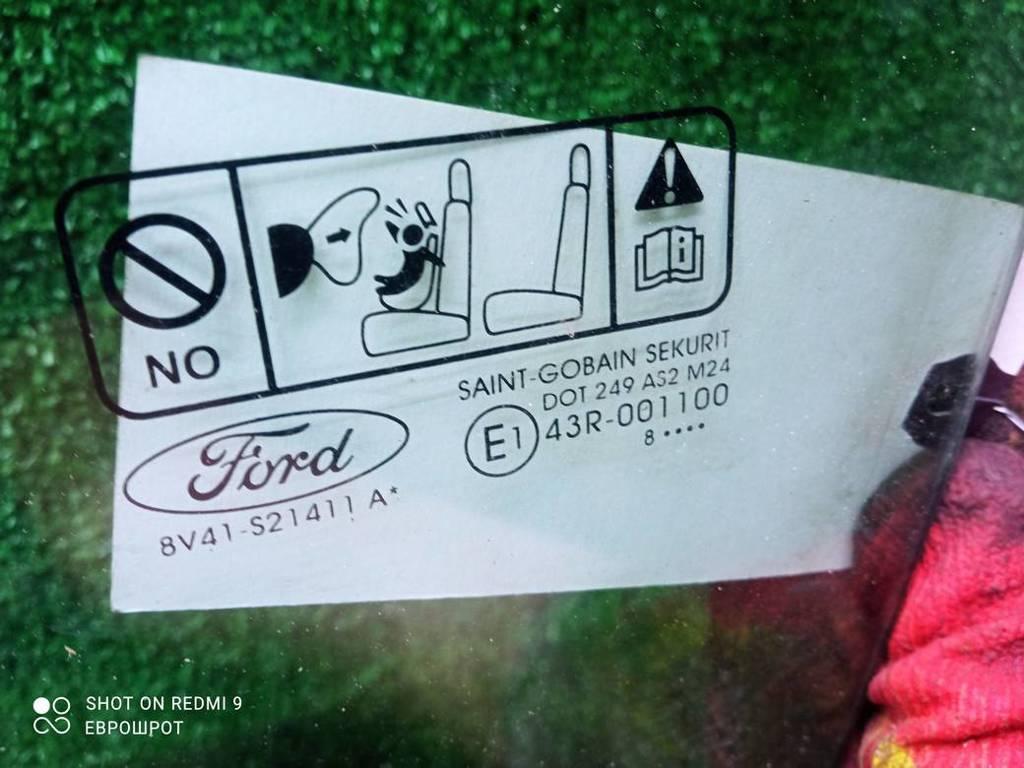 NO
SAINT-GOBAIN SEKURIT
DOT 249 AS2 M24
E1 43R-001100
8 ••••
Ford
8V41-S21411 A*
SHOT ON REDMI 9
ЕВРОШРОТ